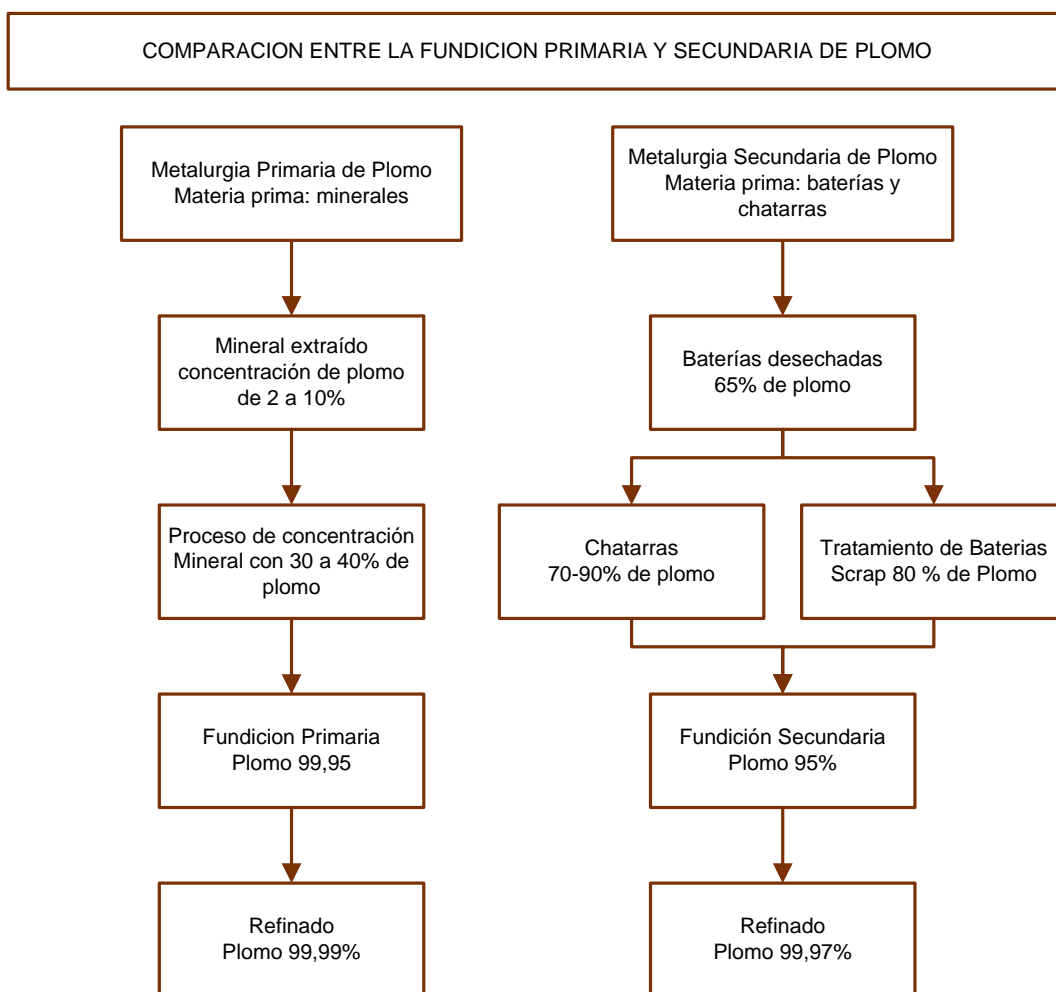 COMPARACION ENTRE LA FUNDICION PRIMARIA Y SECUNDARIA DE PLOMO
Metalurgia Primaria de Plomo
Materia prima: minerales
Mineral extraído
concentración de plomo
de 2 a 10%
Proceso de concentración
Mineral con 30 a 40% de
plomo
Fundicion Primaria
Plomo 99,95
Refinado
Plomo 99,99%
Metalurgia Secundaria de Plomo
Materia prima: baterías y
chatarras
Baterías desechadas
65% de plomo
Chatarras
70-90% de plomo
Tratamiento de Baterias
Scrap 80 % de Plomo
Fundición Secundaria
Plomo 95%
Refinado
Plomo 99,97%